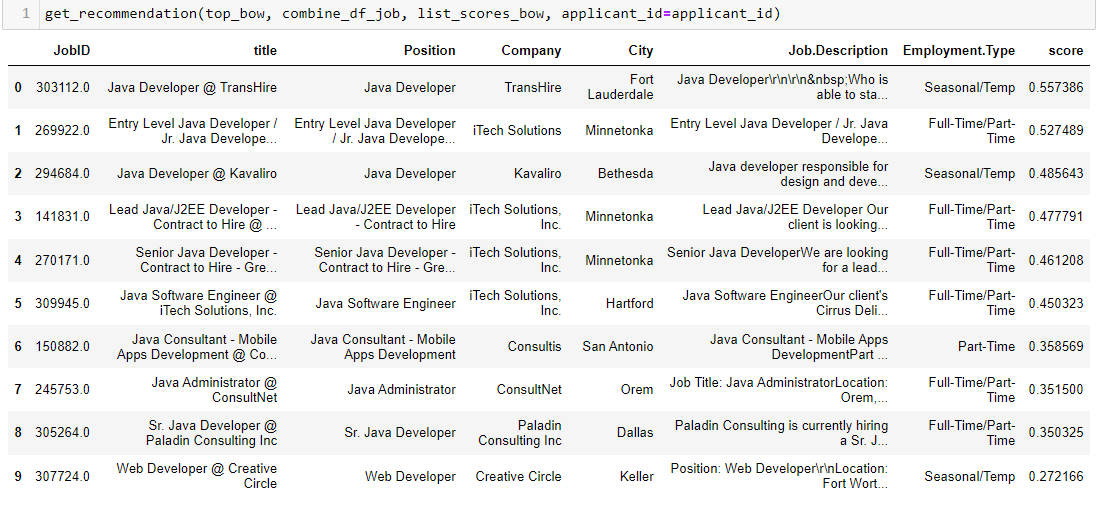 1 get_recommendation(top_bow, combine_df_job, list_scores_bow, applicant_id=applicant_id)
JobID title Position Company City Job.Description Employment.Type score
0 303112.0 Java Developer @ TransHire Java Developer TransHire Fort Lauderdale Java Developer\r\n\r\n&nbsp;Who is able to sta... Seasonal/Temp 0.557386
1 269922.0 Entry Level Java Developer / Jr. Java Develope... Entry Level Java Developer / Jr. Java Develope... iTech Solutions Minnetonka Entry Level Java Developer / Jr. Java Develope... Full-Time/Part-Time 0.527489
2 294684.0 Java Developer @ Kavaliro Java Developer Kavaliro Bethesda Java developer responsible for design and deve... Seasonal/Temp 0.485643
3 141831.0 Lead Java/J2EE Developer - Contract to Hire @ ... Lead Java/J2EE Developer - Contract to Hire iTech Solutions, Inc. Minnetonka Lead Java/J2EE Developer Our client is looking... Full-Time/Part-Time 0.477791
4 270171.0 Senior Java Developer - Contract to Hire - Gre... Senior Java Developer - Contract to Hire - Gre... iTech Solutions, Inc. Minnetonka Senior Java DeveloperWe are looking for a lead... Full-Time/Part-Time 0.461208
5 309945.0 Java Software Engineer @ iTech Solutions, Inc. Java Software Engineer iTech Solutions, Inc. Hartford Java Software EngineerOur client's Cirrus Deli... Full-Time/Part-Time 0.450323
6 150882.0 Java Consultant - Mobile Apps Development @ Co... Java Consultant - Mobile Apps Development Consultis San Antonio Java Consultant - Mobile Apps DevelopmentPart ... Part-Time 0.358569
7 245753.0 Java Administrator @ ConsultNet Java Administrator ConsultNet Orem Job Title: Java AdministratorLocation: Orem,... Full-Time/Part-Time 0.351500
8 305264.0 Sr. Java Developer @ Paladin Consulting Inc Sr. Java Developer Paladin Consulting Inc Dallas Paladin Consulting is currently hiring a Sr. J... Full-Time/Part-Time 0.350325
9 307724.0 Web Developer @ Creative Circle Web Developer Creative Circle Keller Position: Web Developer\r\nLocation: Fort Wort... Seasonal/Temp 0.272166